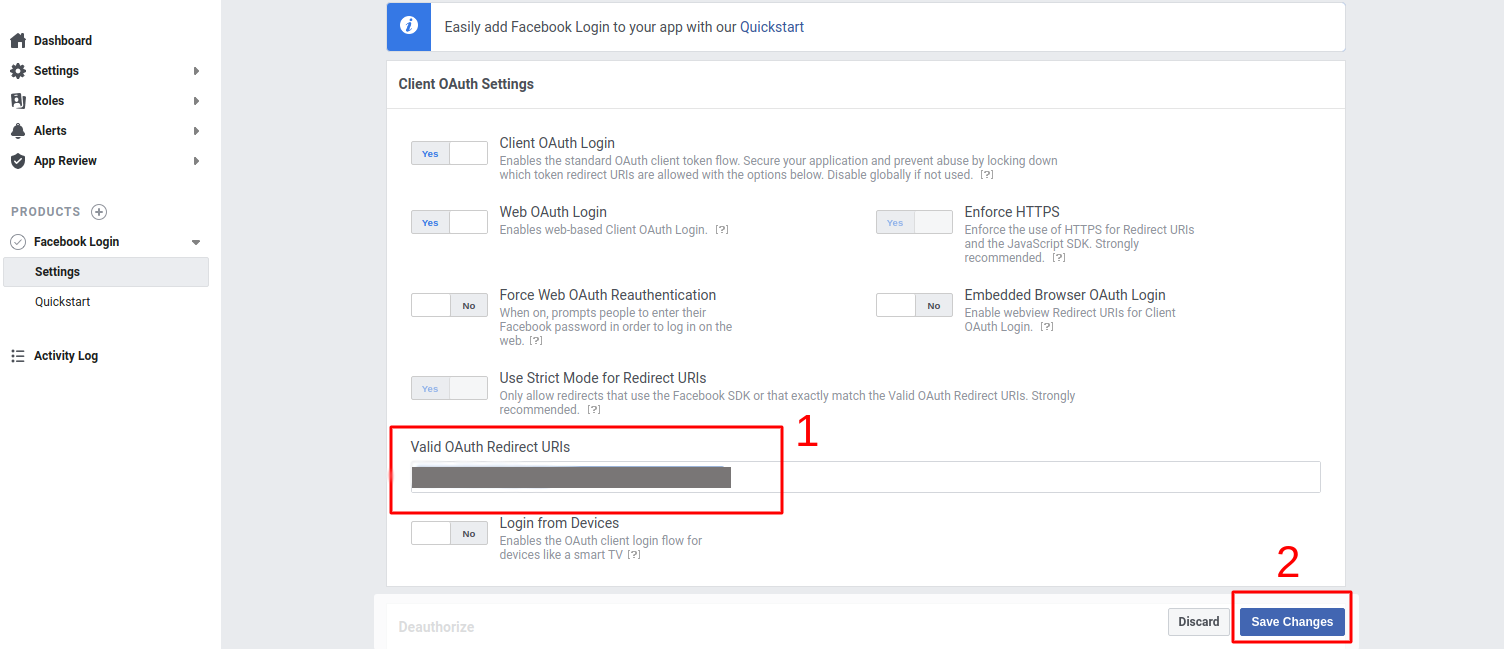 Dashboard
Settings
Roles
Alerts
App Review
PRODUCTS
Facebook Login
Settings
Quickstart
Activity Log
Easily add Facebook Login to your app with our Quickstart
Client OAuth Settings
Yes
Client OAuth Login
Enables the standard OAuth client token flow. Secure your application and prevent abuse by locking down
which token redirect URIs are allowed with the options below. Disable globally if not used. [?]
Yes
Web OAuth Login
Enables web-based Client OAuth Login. [?]
Yes
Enforce HTTPS
Enforce the use of HTTPS for Redirect URIs
and the JavaScript SDK. Strongly
recommended. [?]
No
Force Web OAuth Reauthentication
When on, prompts people to enter their
Facebook password in order to log in on the
web. [?]
No
Embedded Browser OAuth Login
Enable webview Redirect URIs for Client
OAuth Login. [?]
Yes
Use Strict Mode for Redirect URIs
Only allow redirects that use the Facebook SDK or that exactly match the Valid OAuth Redirect URIs. Strongly
recommended. [?]
1
Valid OAuth Redirect URIs
No
Login from Devices
Enables the OAuth client login flow for
devices like a smart TV [?]
2
Deauthorize
Discard
Save Changes